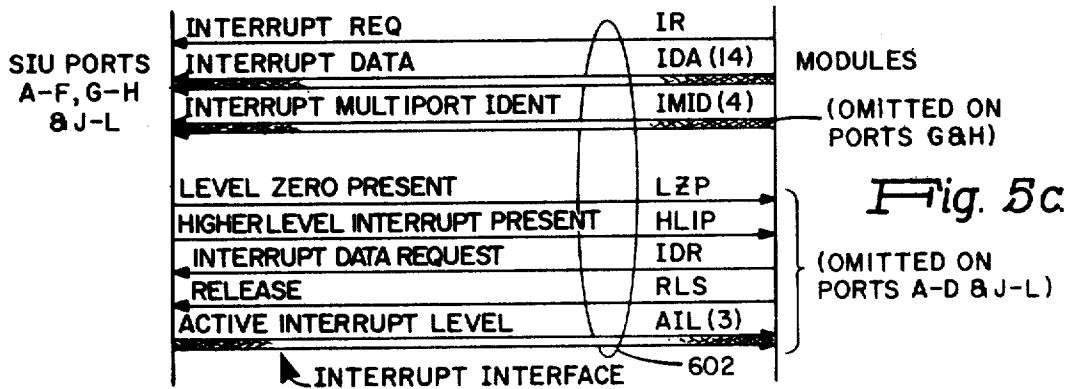 INTERRUPT REQ IR
SIU PORTS
A-F, G-H
& J-L
INTERRUPT DATA IDA (14)
MODULES
INTERRUPT MULTIPORT IDENT IMID (4)
(OMITTED ON
PORTS G&H)
LEVEL ZERO PRESENT LZP
HIGHER LEVEL INTERRUPT PRESENT HLIP
INTERRUPT DATA REQUEST IDR
RELEASE RLS
ACTIVE INTERRUPT LEVEL AIL (3)
(OMITTED ON
PORTS A-D & J-L)
Fig. 5c
602
INTERRUPT INTERFACE